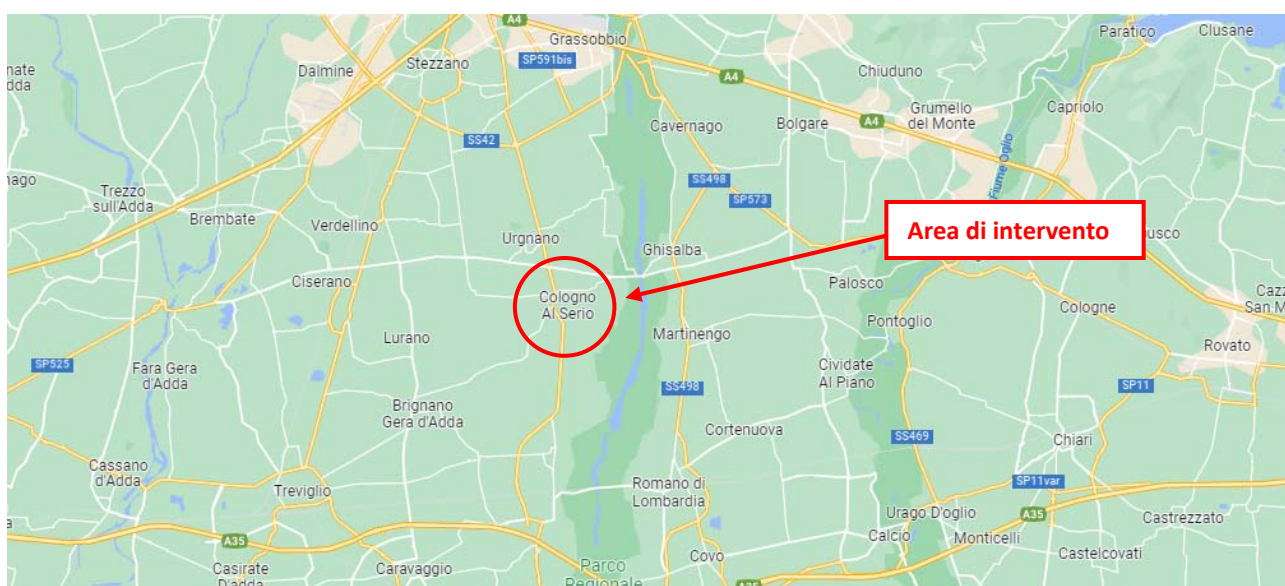 A4
Paratico
Clusane
Grassobbio
Stezzano
SP591bis
Dalmine
A4
Chiuduno
Grumello
del Monte
Capriolo
Cavernago
Bolgare
A4
SS42
Fiume Oglio
SS498
SP573
Trezzo
sull'Adda
Brembate
Verdellino
Urgnano
Ghisalba
Area di intervento
Ciserano
Cologno
Al Serio
Palosco
Cologne
Pontoglio
Martinengo
Lurano
Rovato
SP525
Fara Gera
d'Adda
Cividate
Al Piano
SS498
SP11
Brignano
Gera d'Adda
Cortenuova
SS469
Chiari
Cassano
d'Adda
Treviglio
Romano di
Lombardia
SP11var
Urago D'oglio
A35
Castrezzato
Calcio
Monticelli
A35
Casirate
D'adda
Caravaggio
Parco
Regionale
Covo
Castelcovati
A35